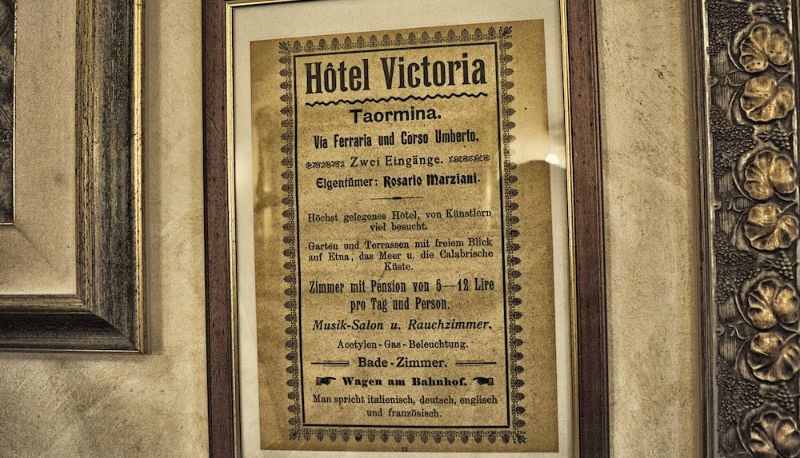 Hôtel Victoria
Taormina.
Via Ferraria und Corso Umberto.
Zwei Eingänge.
Eigentümer: Rosario Marziani.
Höchst gelegenes Hôtel, von Künstlern
viel besucht.
Garten und Terrassen mit freiem Blick
auf Etna, das Meer u. die Calabrische
Küste.
Zimmer mit Pension von 6—12 Lire
pro Tag und Person.
Musik-Salon u. Rauchzimmer.
Acetylen-Gas-Beleuchtung.
Bade-Zimmer.
Wagen am Bahnhof.
Man spricht italienisch, deutsch, englisch
und französisch.